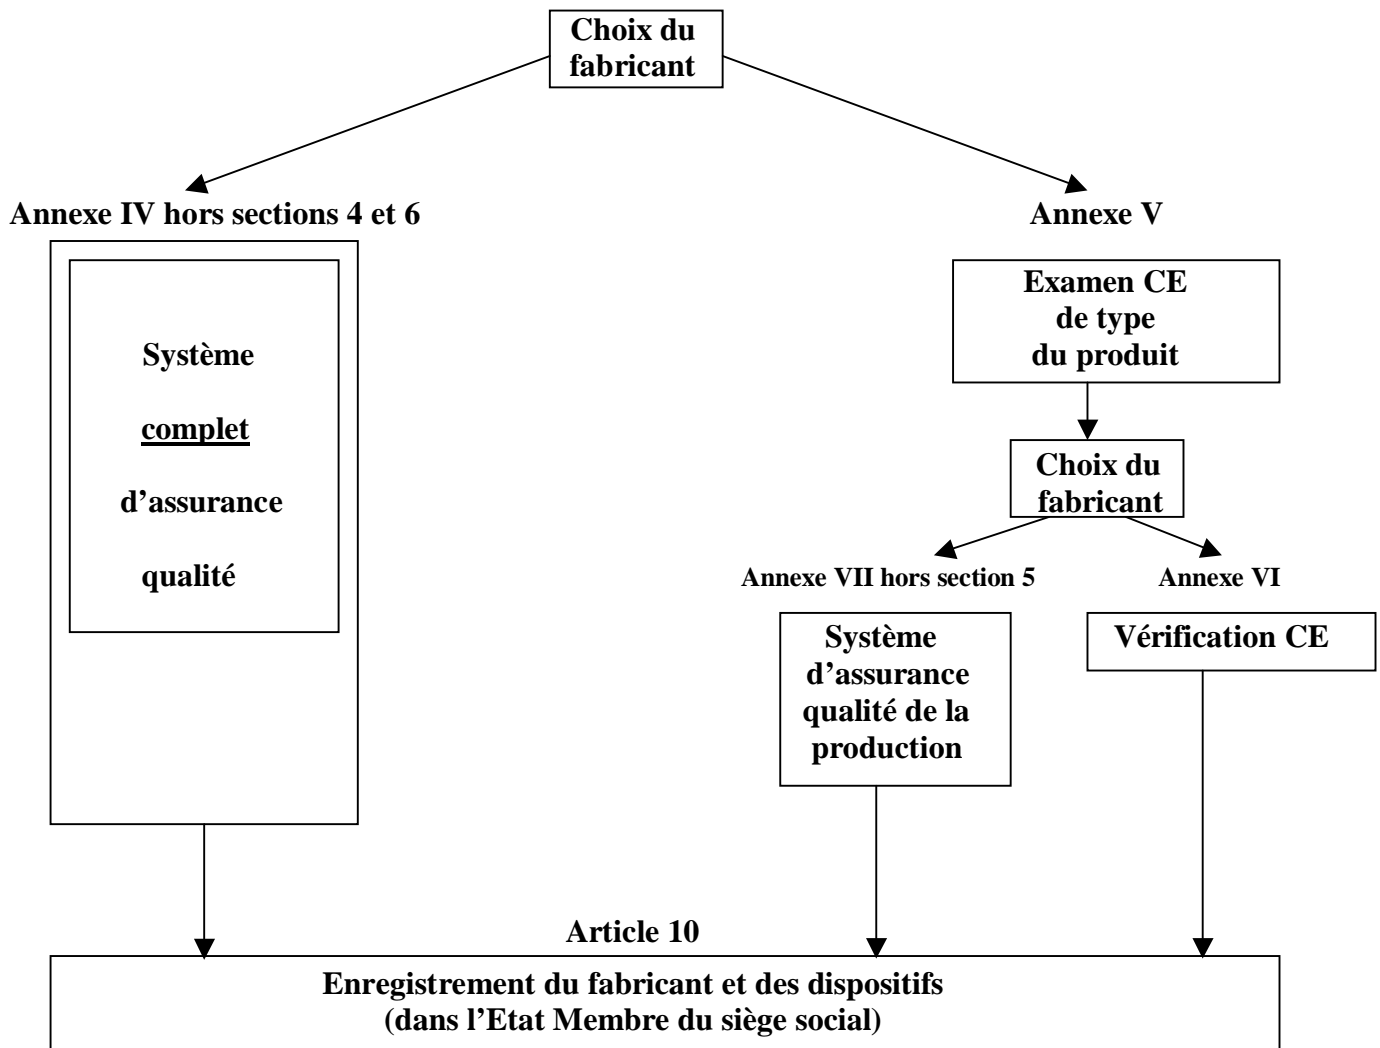 Choix du
fabricant
Annexe IV hors sections 4 et 6
Système
complet
d’assurance
qualité
Annexe V
Examen CE
de type
du produit
Choix du
fabricant
Annexe VII hors section 5
Système
d’assurance
qualité de la
production
Annexe VI
Vérification CE
Article 10
Enregistrement du fabricant et des dispositifs
(dans l’Etat Membre du siège social)